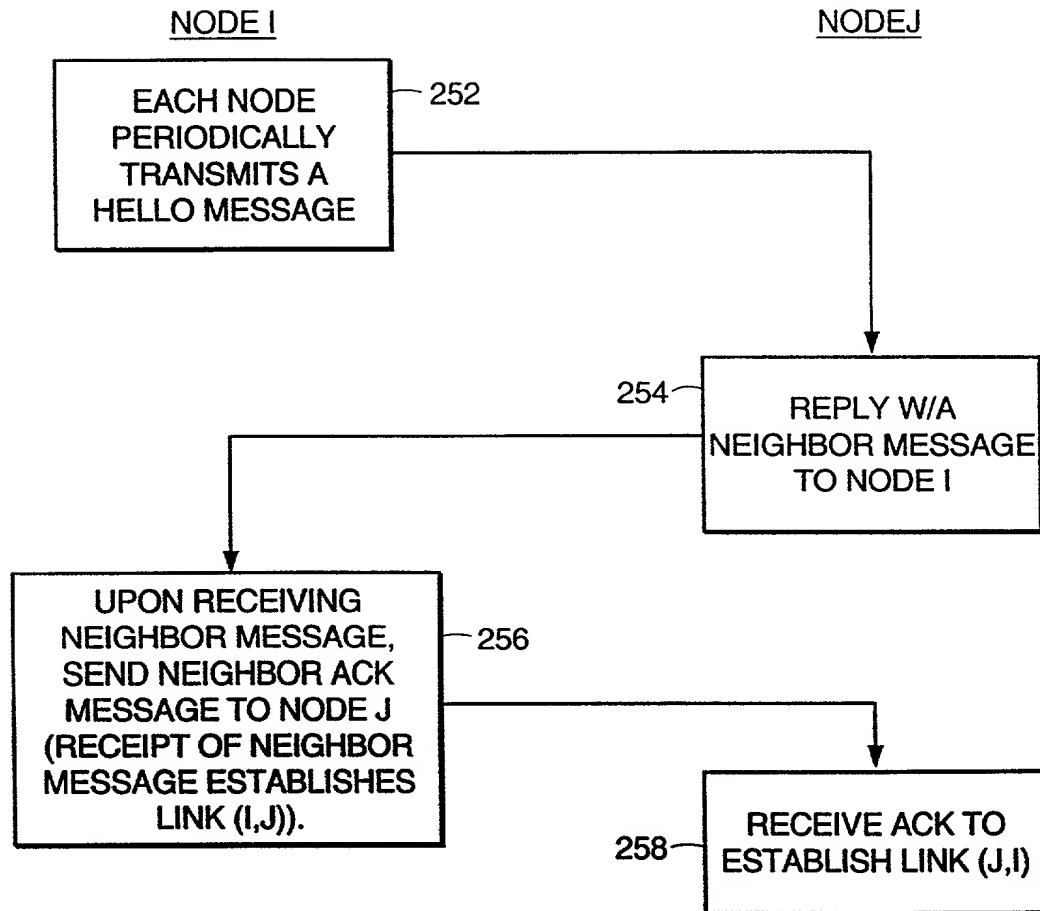 NODE I
NODEJ
EACH NODE
PERIODICALLY
TRANSMITS A
HELLO MESSAGE
252
254
REPLY W/A
NEIGHBOR MESSAGE
TO NODE I
UPON RECEIVING
NEIGHBOR MESSAGE,
SEND NEIGHBOR ACK
MESSAGE TO NODE J
(RECEIPT OF NEIGHBOR
MESSAGE ESTABLISHES
LINK (I,J)).
256
258
RECEIVE ACK TO
ESTABLISH LINK (J,I)